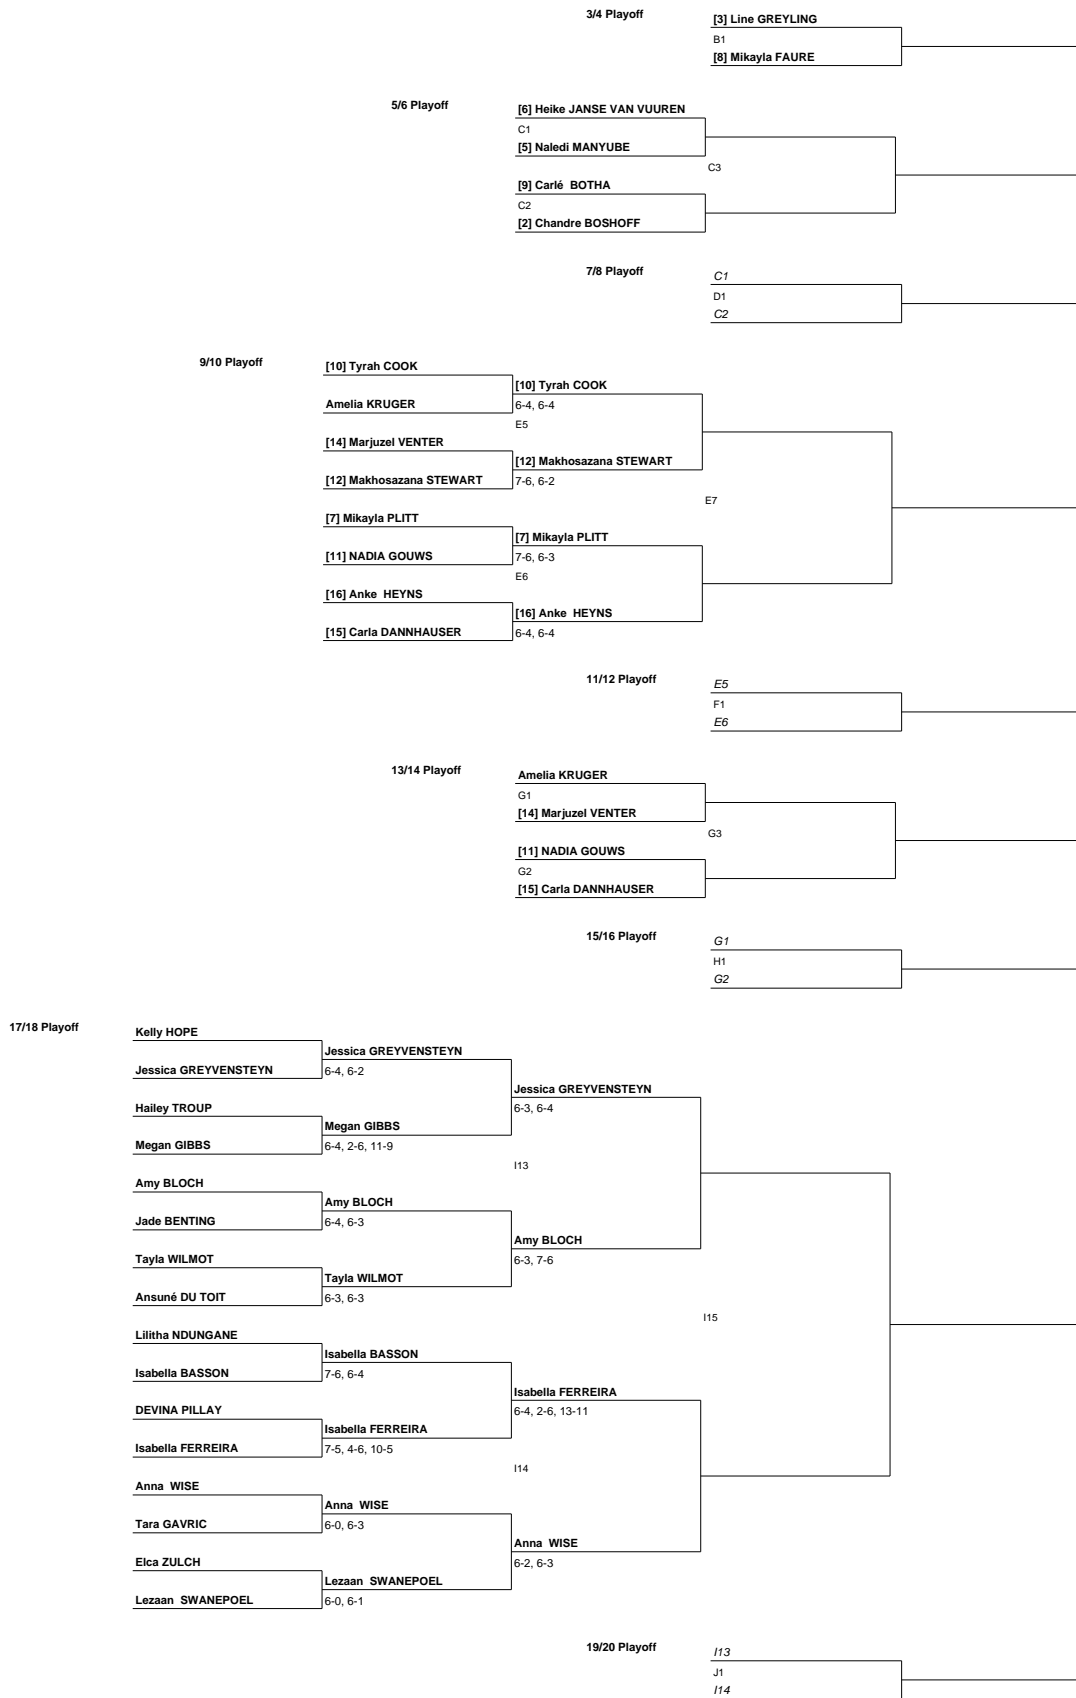 3/4 Playoff
[3] Line GREYLING
B1
[8] Mikayla FAURE
5/6 Playoff
[6] Heike JANSE VAN VUUREN
C1
[5] Naledi MANYUBE
C3
[9] Carlé BOTHA
C2
[2] Chandre BOSHOFF
7/8 Playoff
C1
D1
C2
9/10 Playoff
[10] Tyrah COOK
[10] Tyrah COOK
Amelia KRUGER
6-4, 6-4
E5
[14] Marjuzel VENTER
[12] Makhosazana STEWART
[12] Makhosazana STEWART
7-6, 6-2
E7
[7] Mikayla PLITT
[7] Mikayla PLITT
[11] NADIA GOUWS
7-6, 6-3
E6
[16] Anke HEYNS
[16] Anke HEYNS
[15] Carla DANNHAUSER
6-4, 6-4
11/12 Playoff
E5
F1
E6
13/14 Playoff
Amelia KRUGER
G1
[14] Marjuzel VENTER
G3
[11] NADIA GOUWS
G2
[15] Carla DANNHAUSER
15/16 Playoff
G1
H1
G2
17/18 Playoff
Kelly HOPE
Jessica GREYVENSTEYN
Jessica GREYVENSTEYN
6-4, 6-2
Jessica GREYVENSTEYN
6-3, 6-4
Hailey TROUP
Megan GIBBS
Megan GIBBS
6-4, 2-6, 11-9
I13
Amy BLOCH
Amy BLOCH
Jade BENTING
6-4, 6-3
Amy BLOCH
6-3, 7-6
Tayla WILMOT
Tayla WILMOT
Ansuné DU TOIT
6-3, 6-3
I15
Lilitha NDUNGANE
Isabella BASSON
Isabella BASSON
7-6, 6-4
Isabella FERREIRA
6-4, 2-6, 13-11
DEVINA PILLAY
Isabella FERREIRA
Isabella FERREIRA
7-5, 4-6, 10-5
I14
Anna WISE
Anna WISE
Tara GAVRIC
6-0, 6-3
Anna WISE
6-2, 6-3
Elca ZULCH
Lezaan SWANEPOEL
Lezaan SWANEPOEL
6-0, 6-1
19/20 Playoff
I13
J1
I14